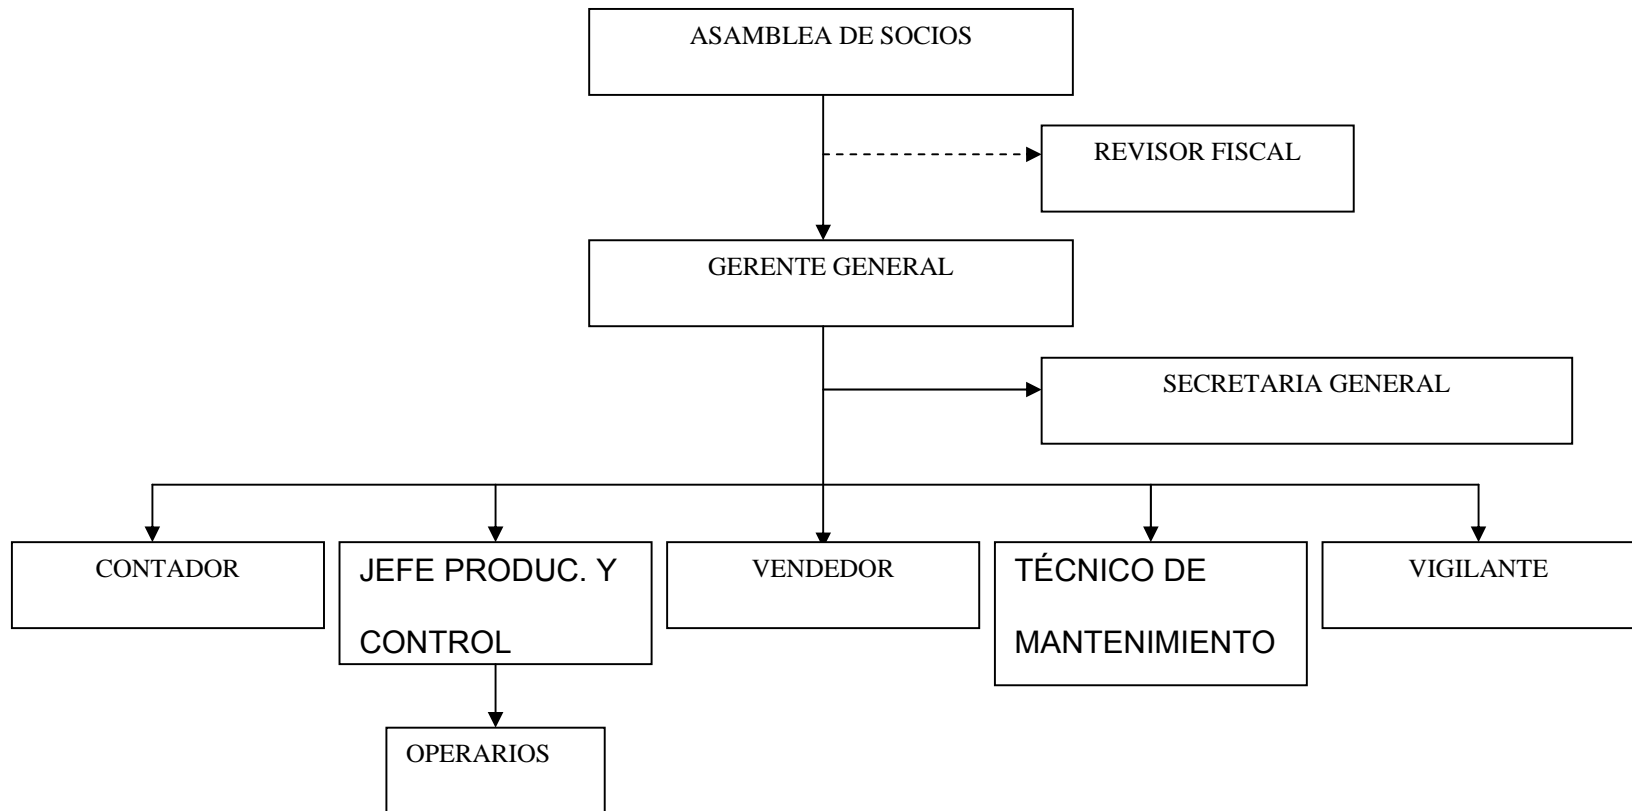 ASAMBLEA DE SOCIOS
REVISOR FISCAL
GERENTE GENERAL
SECRETARIA GENERAL
CONTADOR
JEFE PRODUC. Y
CONTROL
VENDEDOR
TÉCNICO DE
MANTENIMIENTO
VIGILANTE
OPERARIOS